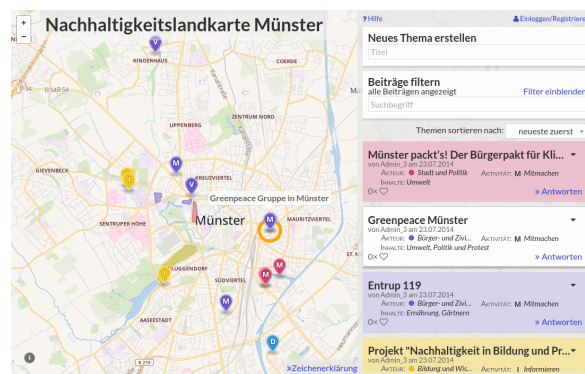 Nachhaltigkeitslandkarte Münster
+
−
KINDERHAUS
COERDE
B 54
B 54
UPPENBERG
ZENTRUM NORD
GIEVENBECK
KREUZVIERTEL
Greenpeace Gruppe in Münster
SENTRUPER HÖHE
Münster
MAURITZVIERTEL
PLUGGENDORF
SÜDVIERTEL
AASEESTADT
B 219
»Zeichenerklärung
V
M
I
V
M
M
M
I
M
D
i
? Hilfe
Einloggen/Registriere
Neues Thema erstellen
Titel
Beiträge filtern
alle Beiträgen angezeigt
Filter einblenden
Suchbegriff
Themen sortieren nach: neueste zuerst
Münster packt's! Der Bürgerpakt für Kli...
von Admin_3 am 23.07.2014
AKTEUR: Stadt und Politik AKTIVITÄT: M Mitmachen
INHALTE: Umwelt
0× » Antworten
Greenpeace Münster
von Admin_3 am 23.07.2014
AKTEUR: Bürger- und Zivi... AKTIVITÄT: M Mitmachen
INHALTE: Umwelt, Politik und Protest
0× » Antworten
Entrup 119
von Admin_3 am 23.07.2014
AKTEUR: Bürger- und Zivi... AKTIVITÄT: M Mitmachen
INHALTE: Ernährung, Gärtnern
0× » Antworten
Projekt "Nachhaltigkeit in Bildung und Pr...
von Admin_3 am 23.07.2014
AKTEUR: Bildung und Wis... AKTIVITÄT: I Informieren